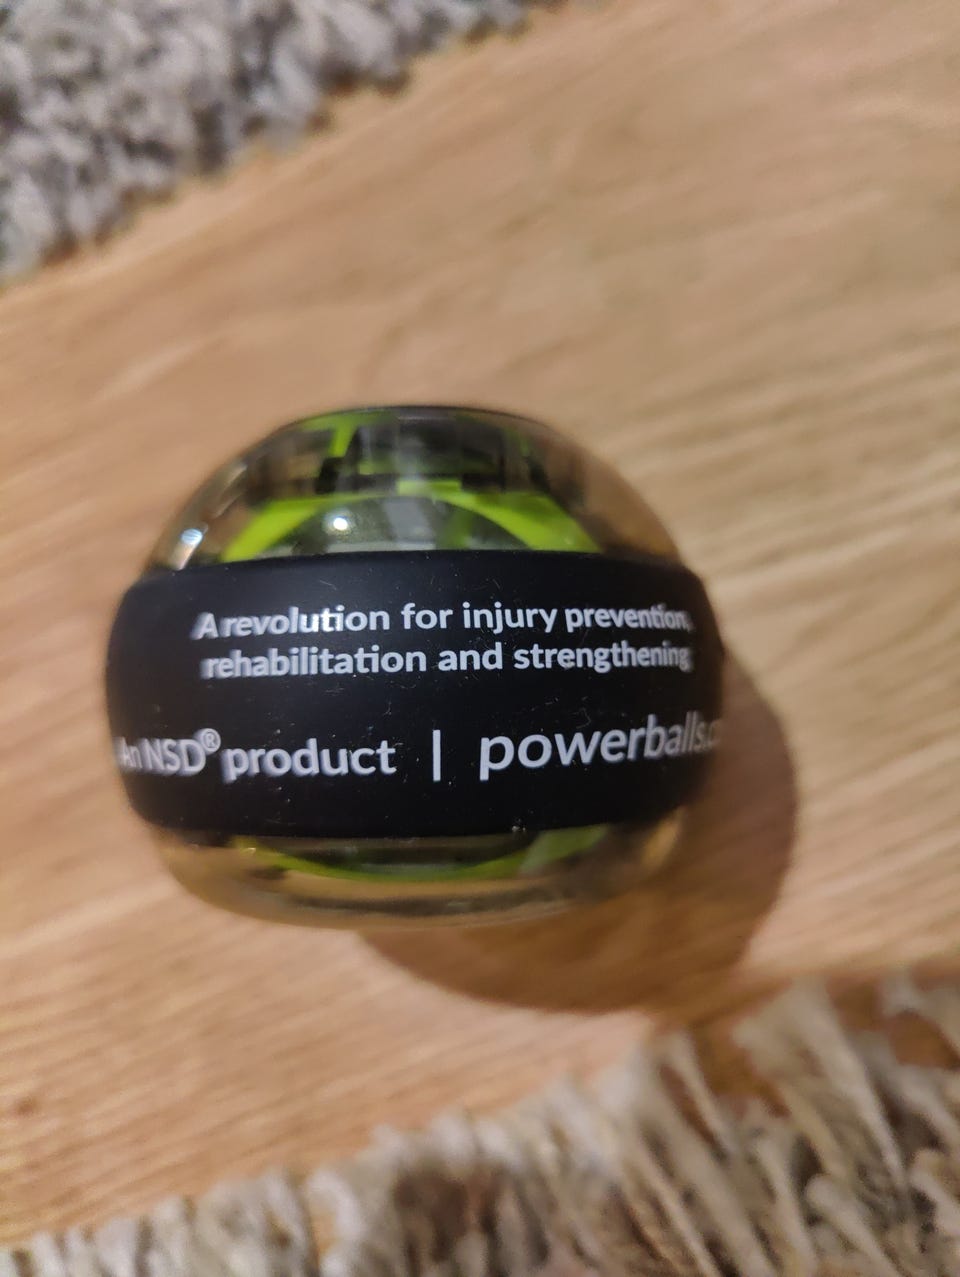 A revolution for injury prevention,
rehabilitation and strengthening
An NSD® product | powerballs.c